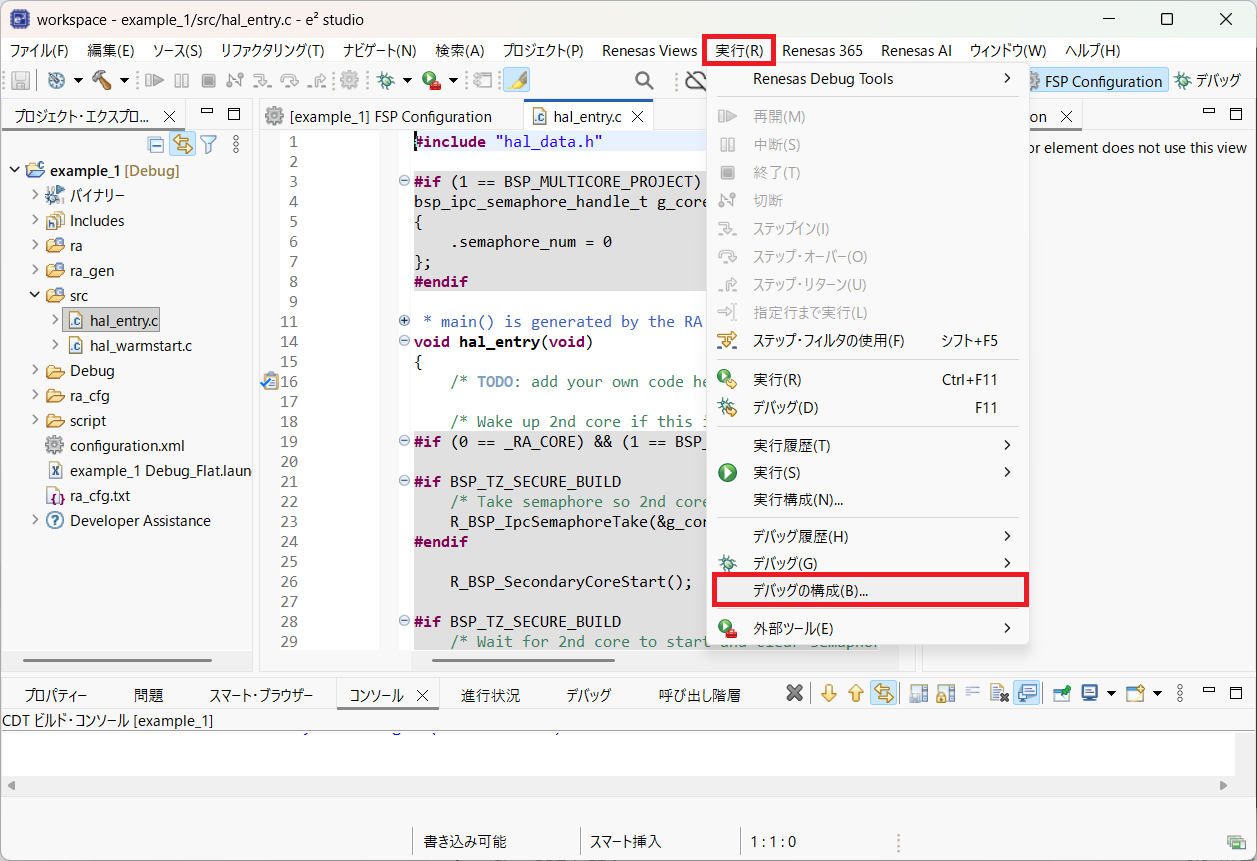 workspace - example_1/src/hal_entry.c - e² studio
ファイル(F) 編集(E) ソース(S) リファクタリング(T) ナビゲート(N) 検索(A) プロジェクト(P) Renesas Views 実行(R) Renesas 365 Renesas AI ウィンドウ(W) ヘルプ(H)
FSP Configuration デバッグ
プロジェクト・エクスプロ...
example_1 [Debug]
バイナリー
Includes
ra
ra_gen
src
hal_entry.c
hal_warmstart.c
Debug
ra_cfg
script
configuration.xml
example_1 Debug_Flat.laun
ra_cfg.txt
Developer Assistance
[example_1] FSP Configuration hal_entry.c
1 #include "hal_data.h"
2
3 #if (1 == BSP_MULTICORE_PROJECT)
4 bsp_ipc_semaphore_handle_t g_core
5 {
6 .semaphore_num = 0
7 };
8 #endif
9
11 * main() is generated by the RA
14 void hal_entry(void)
15 {
16 /* TODO: add your own code he
17
18 /* Wake up 2nd core if this i
19 #if (0 == _RA_CORE) && (1 == BSP_
20
21 #if BSP_TZ_SECURE_BUILD
22 /* Take semaphore so 2nd core
23 R_BSP_IpcSemaphoreTake(&g_cor
24 #endif
25
26 R_BSP_SecondaryCoreStart();
27
28 #if BSP_TZ_SECURE_BUILD
29 /* Wait for 2nd core to start and clear semaphor
Renesas Debug Tools
再開(M)
中断(S)
終了(T)
切断
ステップイン(I)
ステップ・オーバー(O)
ステップ・リターン(U)
指定行まで実行(L)
ステップ・フィルタの使用(F) シフト+F5
実行(R) Ctrl+F11
デバッグ(D) F11
実行履歴(T)
実行(S)
実行構成(N)...
デバッグ履歴(H)
デバッグ(G)
デバッグの構成(B)...
外部ツール(E)
on
or element does not use this view
プロパティー 問題 スマート・ブラウザー コンソール 進行状況 デバッグ 呼び出し階層
CDT ビルド・コンソール [example_1]
書き込み可能 スマート挿入 1 : 1 : 0